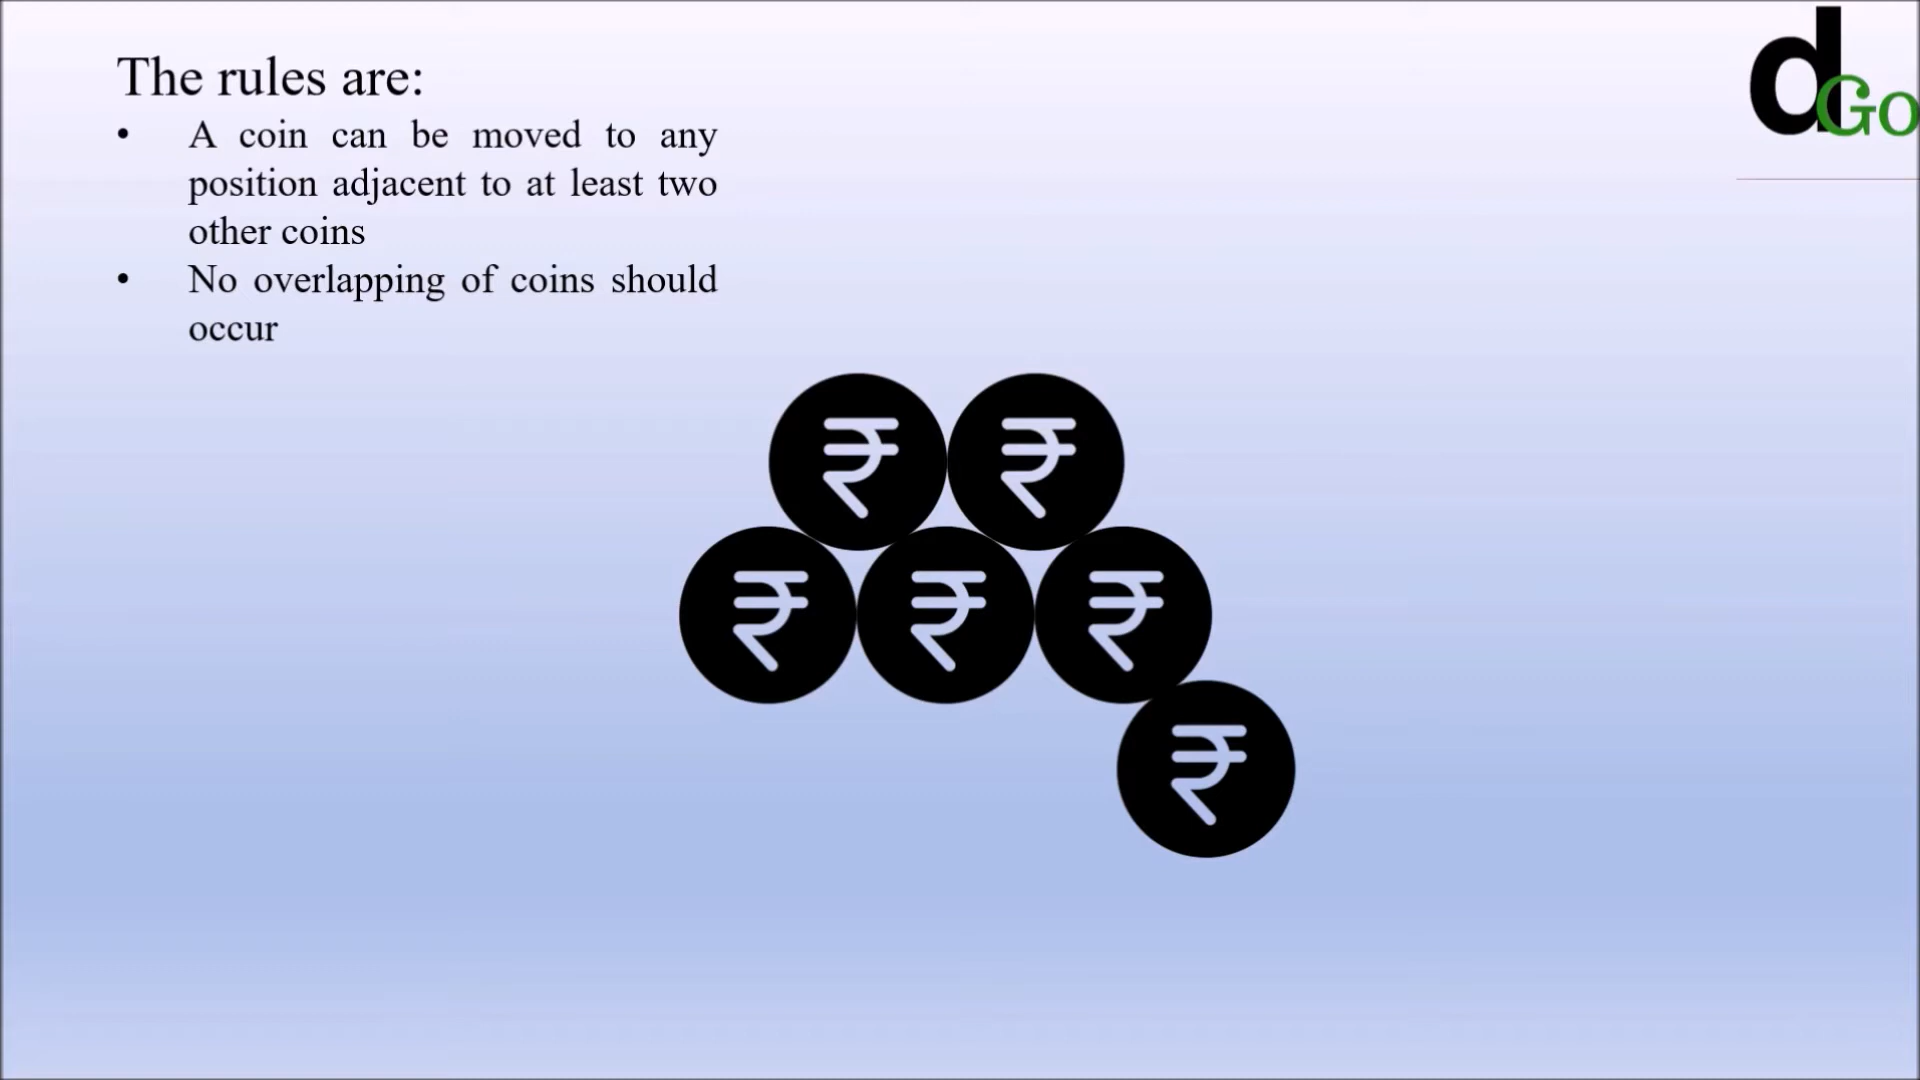 The rules are:
• A coin can be moved to any
position adjacent to at least two
other coins
• No overlapping of coins should
occur
dGo
₹ ₹
₹ ₹ ₹
₹